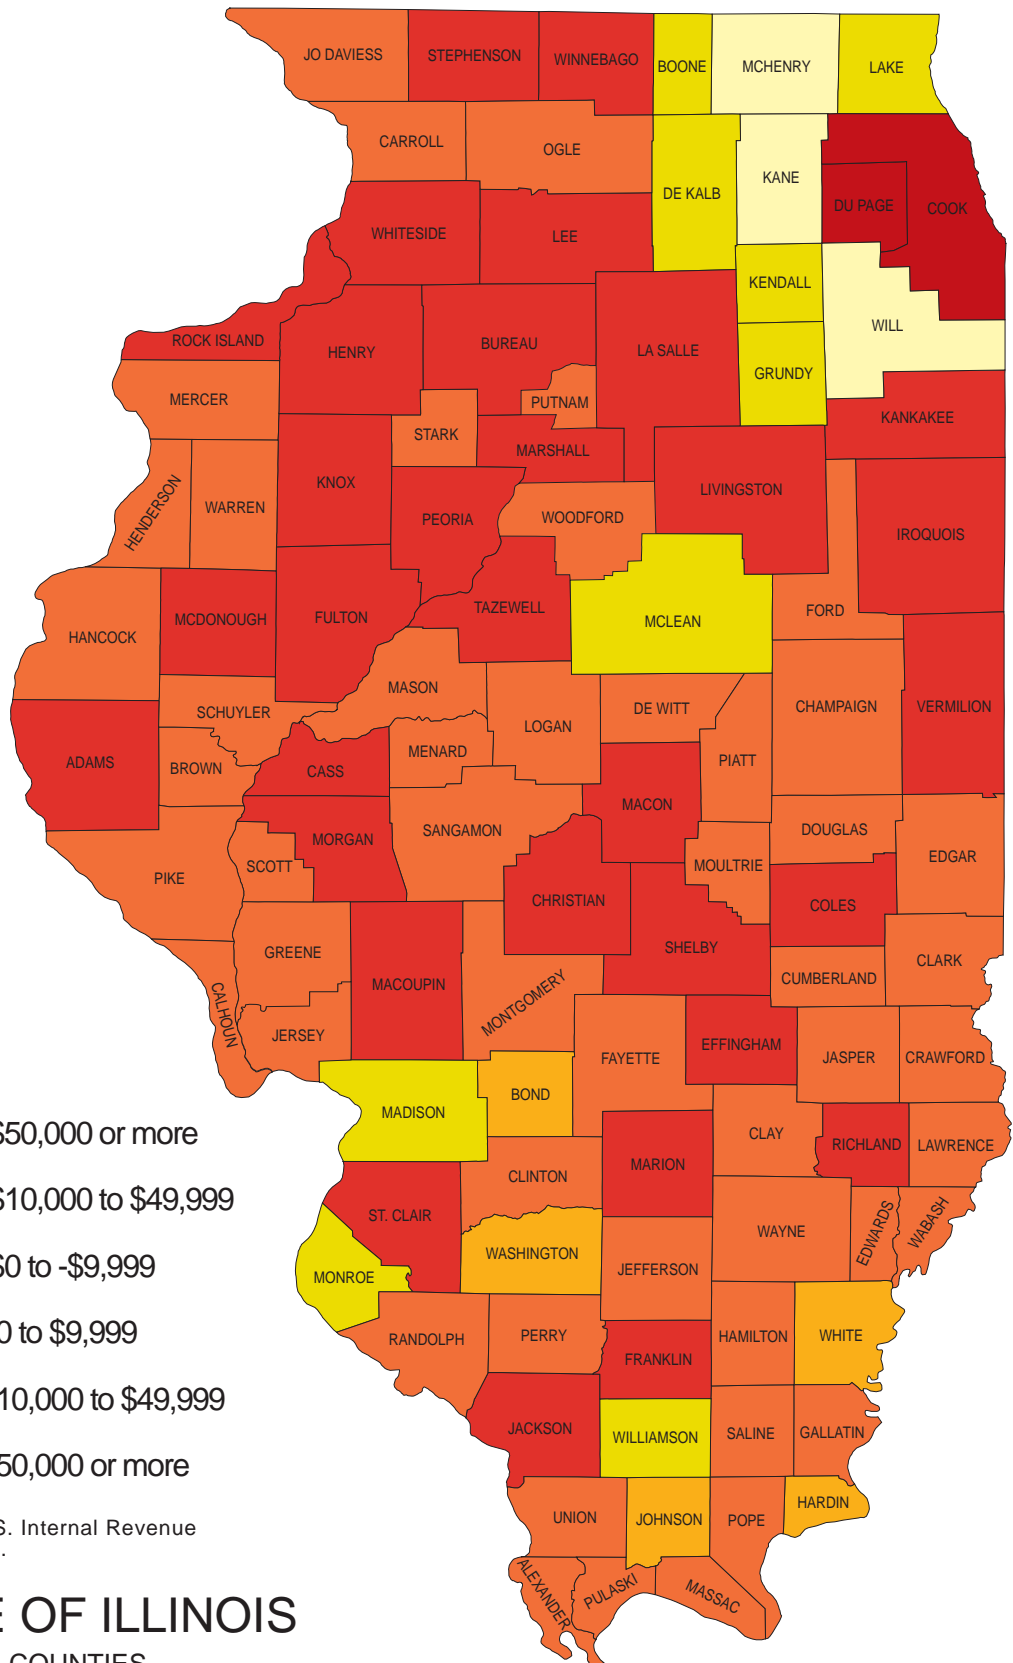 JO DAVIESS
STEPHENSON
WINNEBAGO
BOONE
MCHENRY
LAKE
CARROLL
OGLE
DE KALB
KANE
DU PAGE
COOK
WHITESIDE
LEE
KENDALL
ROCK ISLAND
HENRY
BUREAU
LA SALLE
WILL
GRUNDY
MERCER
PUTNAM
STARK
KANKAKEE
MARSHALL
KNOX
LIVINGSTON
HENDERSON
WARREN
PEORIA
WOODFORD
IROQUOIS
TAZEWELL
FORD
MCDONOUGH
FULTON
MCLEAN
HANCOCK
MASON
SCHUYLER
LOGAN
DE WITT
CHAMPAIGN
VERMILION
ADAMS
BROWN
CASS
MENARD
PIATT
MACON
MORGAN
SANGAMON
DOUGLAS
SCOTT
MOULTRIE
EDGAR
PIKE
CHRISTIAN
COLES
SHELBY
GREENE
MACOUPIN
MONTGOMERY
CUMBERLAND
CLARK
CALHOUN
JERSEY
FAYETTE
EFFINGHAM
JASPER
CRAWFORD
BOND
MADISON
CLAY
RICHLAND
LAWRENCE
MARION
CLINTON
ST. CLAIR
WAYNE
EDWARDS
WABASH
WASHINGTON
JEFFERSON
MONROE
RANDOLPH
PERRY
HAMILTON
WHITE
FRANKLIN
JACKSON
WILLIAMSON
SALINE
GALLATIN
UNION
JOHNSON
POPE
HARDIN
ALEXANDER
PULASKI
MASSAC
$50,000 or more
$10,000 to $49,999
$0 to -$9,999
0 to $9,999
10,000 to $49,999
50,000 or more
S. Internal Revenue
.
E OF ILLINOIS
COUNTIES